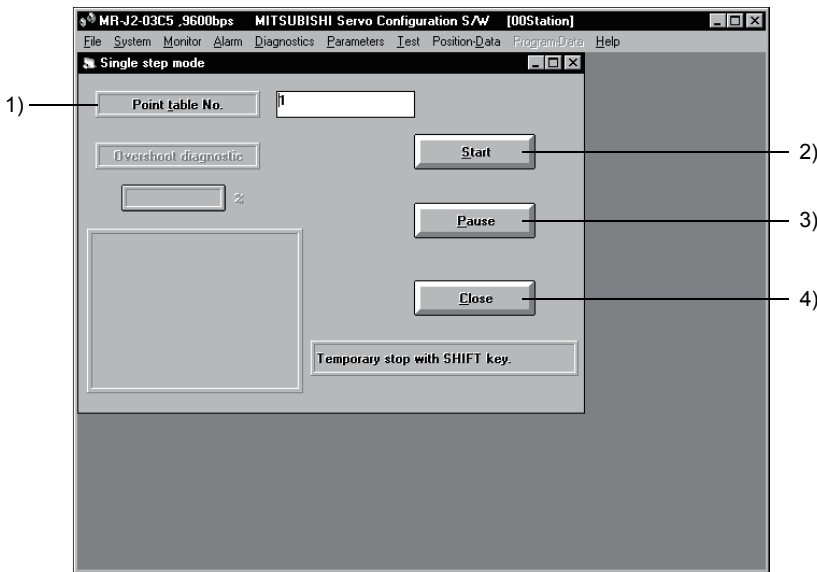 MR-J2-03C5 ,9600bps MITSUBISHI Servo Configuration S/W [00Station]
File System Monitor Alarm Diagnostics Parameters Test Position-Data Program-Data Help
Single step mode
1)
Point table No.
1
Overshoot diagnostic
Start
2)
%
Pause
3)
Close
4)
Temporary stop with SHIFT key.